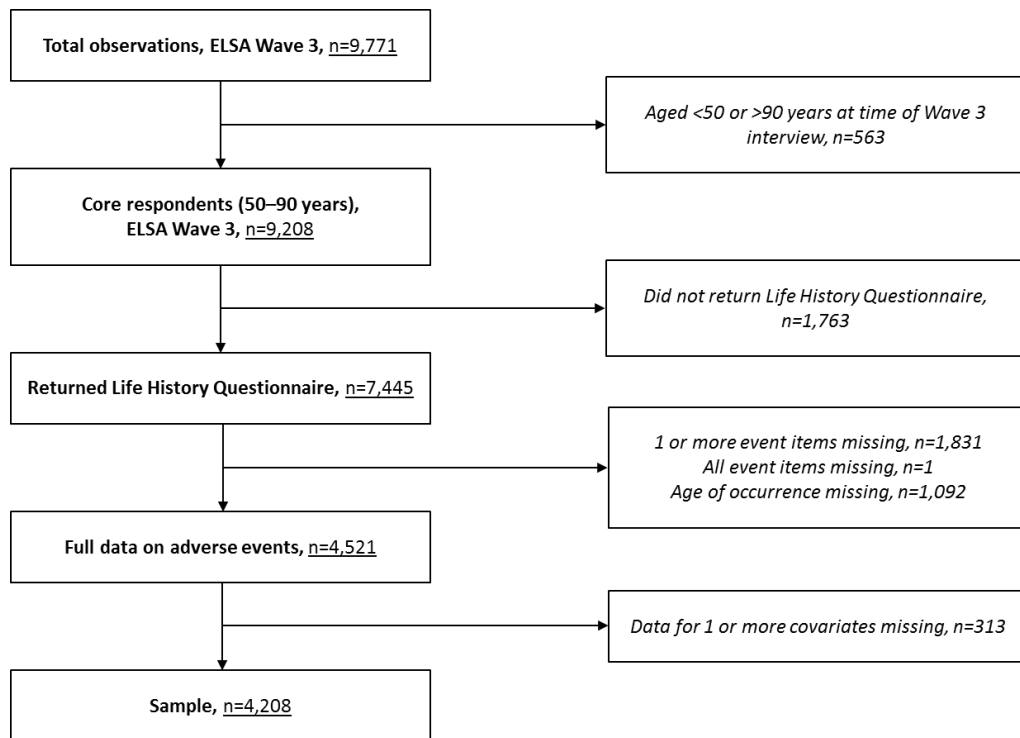 Total observations, ELSA Wave 3, n=9,771
Aged <50 or >90 years at time of Wave 3
interview, n=563
Core respondents (50–90 years),
ELSA Wave 3, n=9,208
Did not return Life History Questionnaire,
n=1,763
Returned Life History Questionnaire, n=7,445
1 or more event items missing, n=1,831
All event items missing, n=1
Age of occurrence missing, n=1,092
Full data on adverse events, n=4,521
Data for 1 or more covariates missing, n=313
Sample, n=4,208